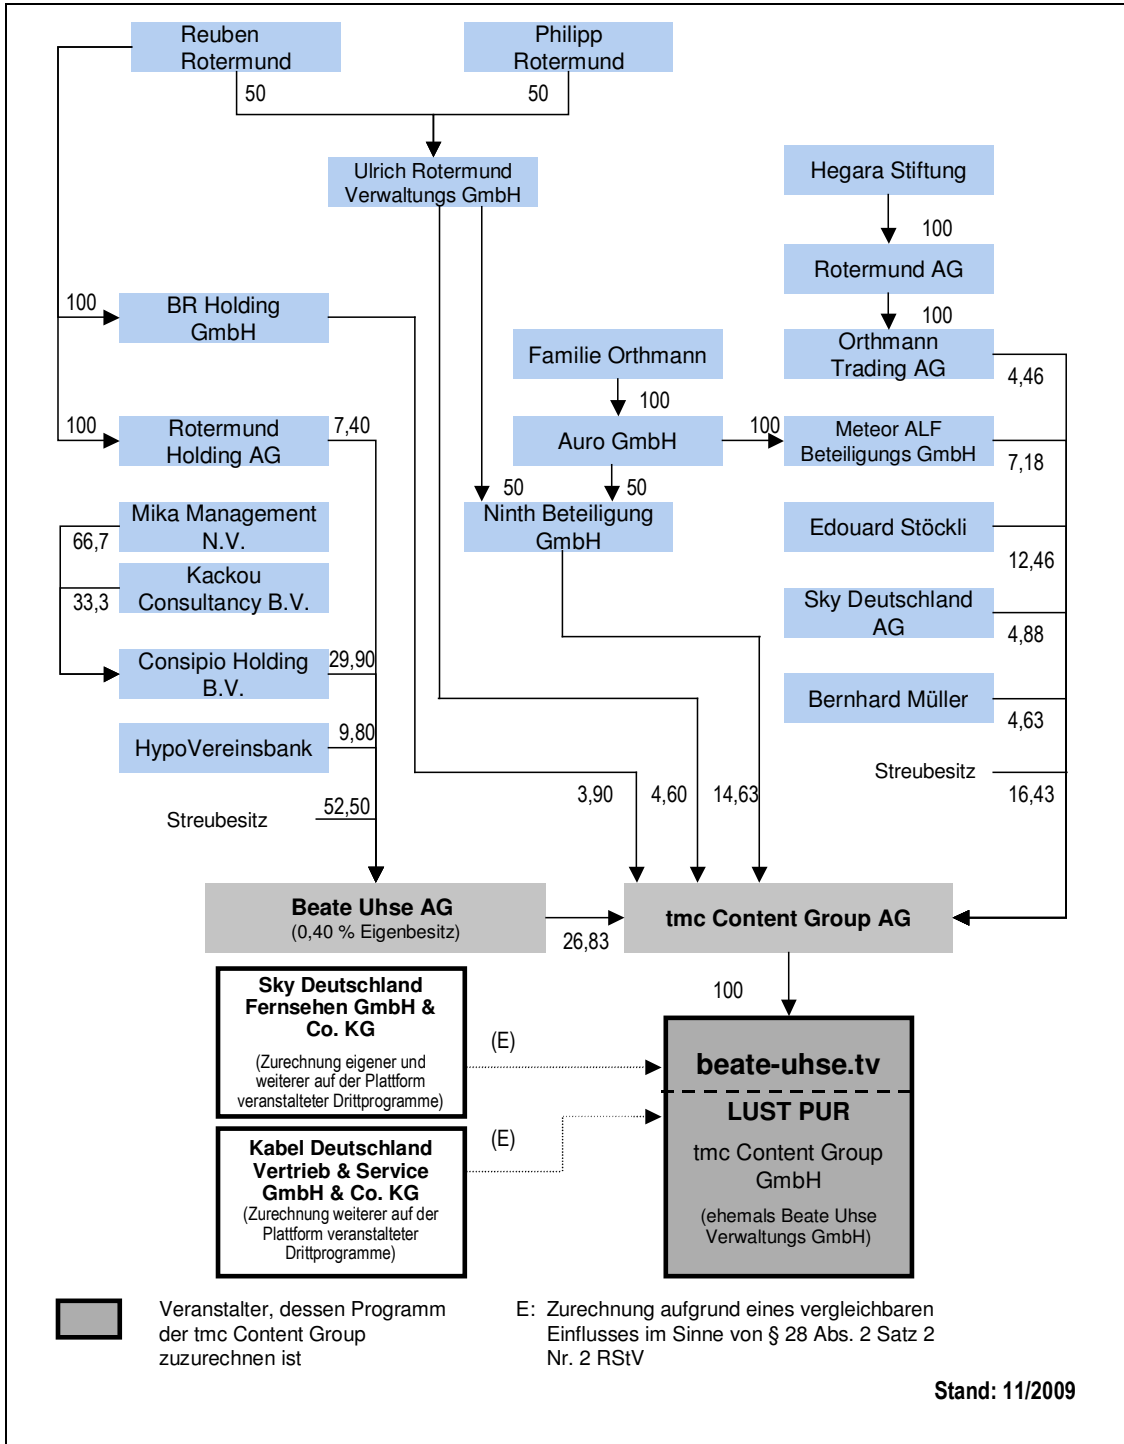 Reuben
Rotermund
Philipp
Rotermund
50
50
Ulrich Rotermund
Verwaltungs GmbH
Hegara Stiftung
100
Rotermund AG
100
100
BR Holding
GmbH
Familie Orthmann
Orthmann
Trading AG
4,46
100
100
Rotermund
Holding AG
7,40
Auro GmbH
100
Meteor ALF
Beteiligungs GmbH
7,18
50
50
Mika Management
N.V.
66,7
Ninth Beteiligung
GmbH
Edouard Stöckli
12,46
Kackou
Consultancy B.V.
33,3
Sky Deutschland
AG
4,88
Consipio Holding
B.V.
29,90
Bernhard Müller
4,63
HypoVereinsbank
9,80
Streubesitz
16,43
3,90
4,60
14,63
Streubesitz
52,50
Beate Uhse AG
(0,40 % Eigenbesitz)
26,83
tmc Content Group AG
100
Sky Deutschland
Fernsehen GmbH &
Co. KG
(Zurechnung eigener und
weiterer auf der Plattform
veranstalteter Drittprogramme)
(E)
beate-uhse.tv
LUST PUR
tmc Content Group
GmbH
(ehemals Beate Uhse
Verwaltungs GmbH)
Kabel Deutschland
Vertrieb & Service
GmbH & Co. KG
(Zurechnung weiterer auf der
Plattform veranstalteter
Drittprogramme)
(E)
Veranstalter, dessen Programm
der tmc Content Group
zuzurechnen ist
E: Zurechnung aufgrund eines vergleichbaren
Einflusses im Sinne von § 28 Abs. 2 Satz 2
Nr. 2 RStV
Stand: 11/2009